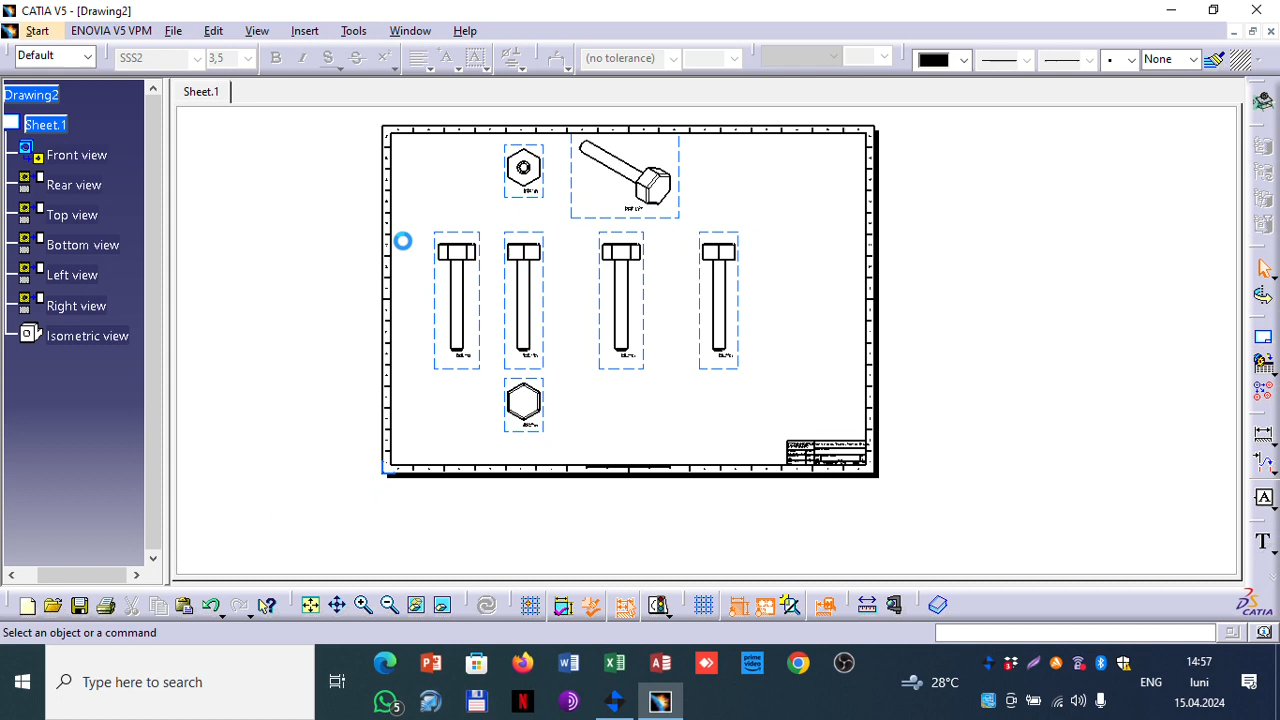 CATIA V5 - [Drawing2]
Start ENOVIA V5 VPM File Edit View Insert Tools Window Help
Default SSS2 3,5 B I S S X A A (no tolerance) None
Drawing2
Sheet.1
Sheet.1
Front view
Rear view
Top view
Bottom view
Left view
Right view
Isometric view
A
T
CATIA
Select an object or a command
Type here to search
prime video
N
5
28°C
ENG
14:57
luni
15.04.2024